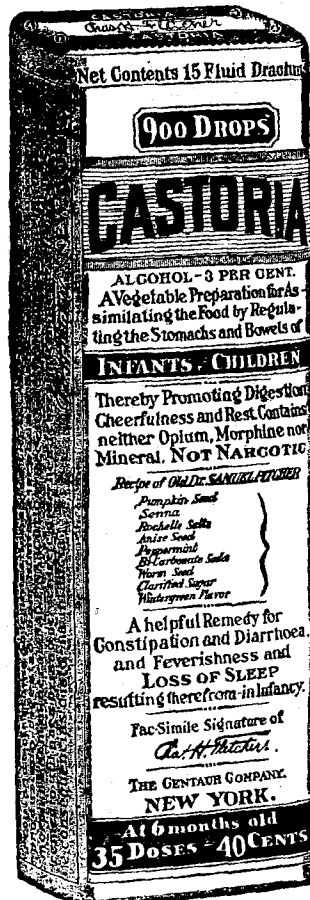 Net Contents 15 Fluid Drachms
900 DROPS
CASTORIA
ALCOHOL-3 PER CENT.
A Vegetable Preparation for As-
similating the Food by Regula-
ting the Stomachs and Bowels of
INFANTS - CHILDREN
Thereby Promoting Digestion
Cheerfulness and Rest. Contains
neither Opium, Morphine nor
Mineral. NOT NARCOTIC
Recipe of Old Dr. SAMUEL PITCHER
Pumpkin Seed
Senna
Rochelle Salts
Anise Seed
Peppermint
Bi-Carbonate Soda
Worm Seed
Clarified Sugar
Wintergreen Flavor
A helpful Remedy for
Constipation and Diarrhoea.
and Feverishness and
LOSS OF SLEEP
resulting therefrom-in Infancy.
Fac-Simile Signature of
Chas. H. Fletcher.
THE CENTAUR COMPANY.
NEW YORK.
At 6 months old
35 DOSES - 40 CENTS